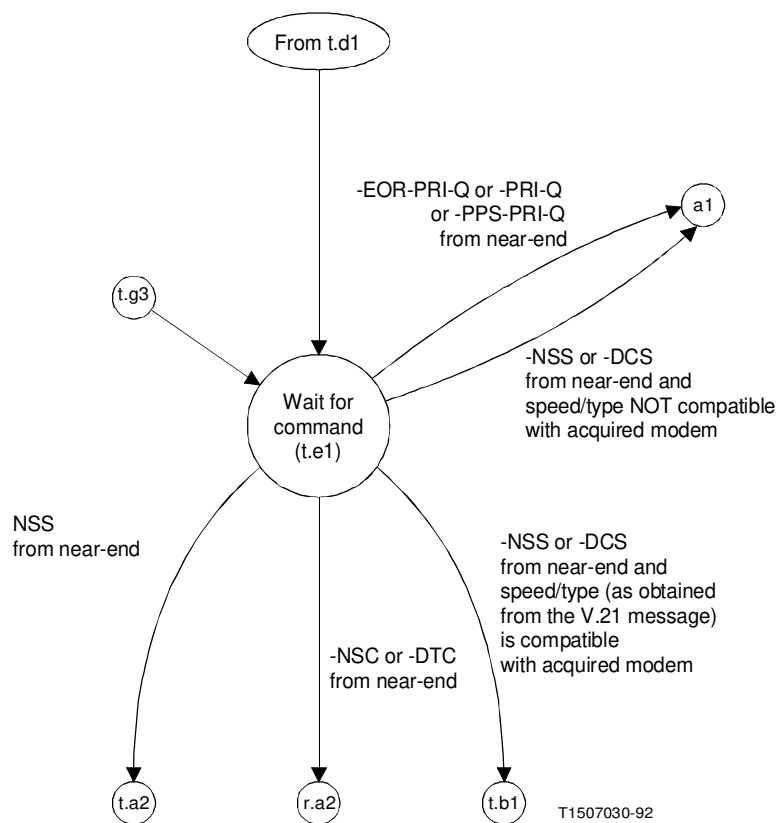 From t.d1
-EOR-PRI-Q or -PRI-Q
or -PPS-PRI-Q
from near-end
a1
t.g3
-NSS or -DCS
from near-end and
speed/type NOT compatible
with acquired modem
Wait for
command
(t.e1)
NSS
from near-end
-NSS or -DCS
from near-end and
speed/type (as obtained
from the V.21 message)
is compatible
with acquired modem
-NSC or -DTC
from near-end
t.a2
r.a2
t.b1
T1507030-92